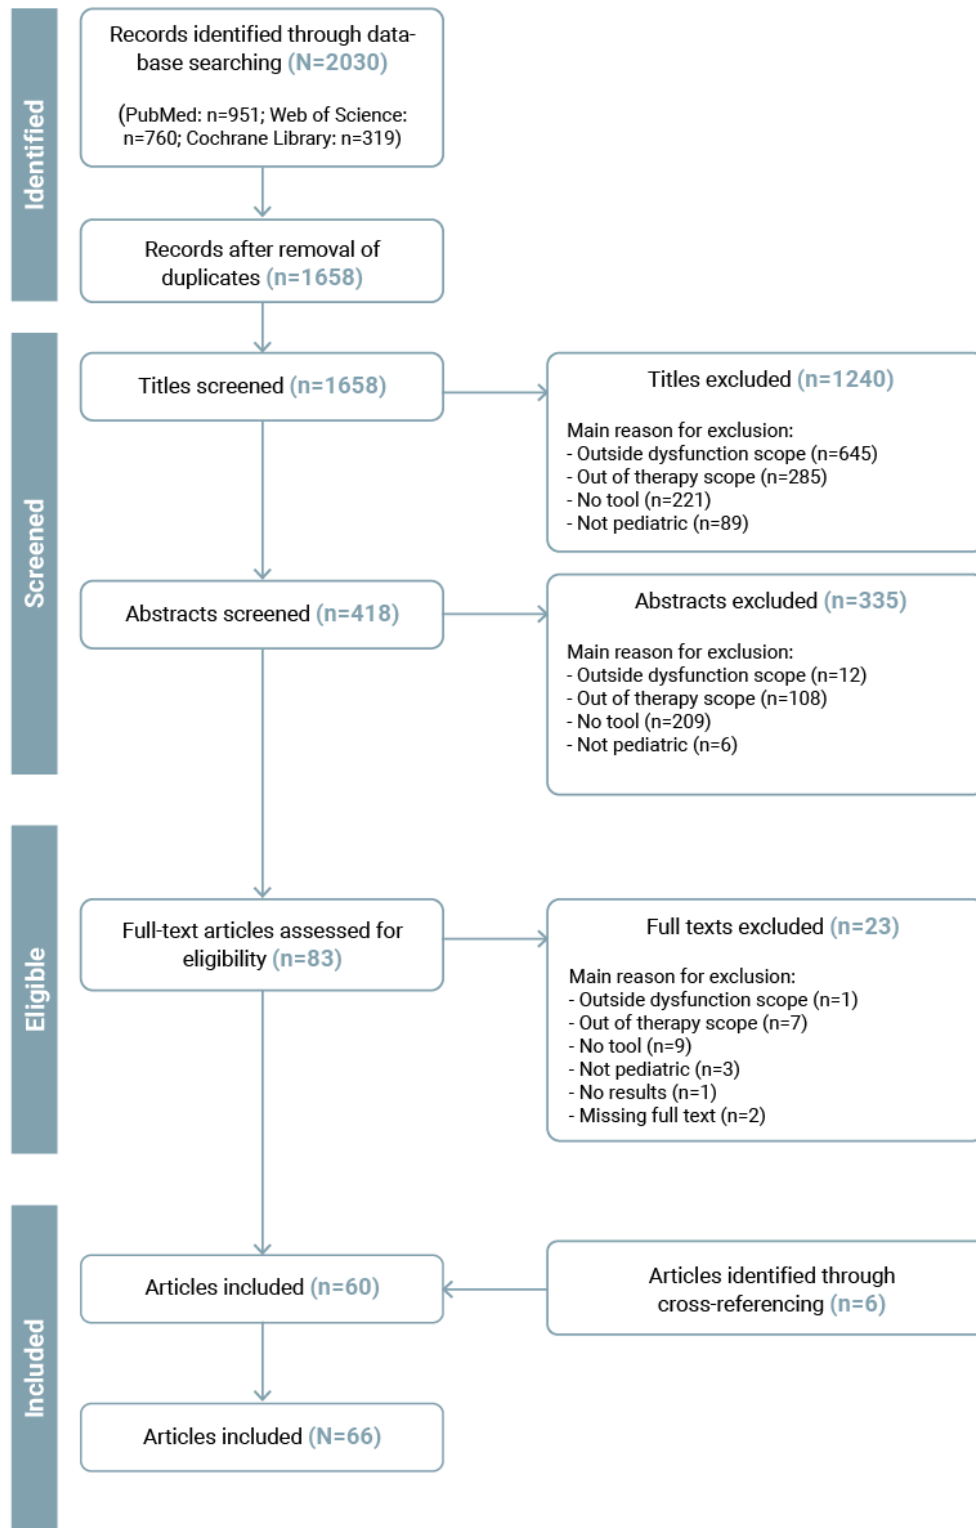 Identified
Records identified through data-
base searching (N=2030)
(PubMed: n=951; Web of Science:
n=760; Cochrane Library: n=319)
Records after removal of
duplicates (n=1658)
Screened
Titles screened (n=1658)
Titles excluded (n=1240)
Main reason for exclusion:
- Outside dysfunction scope (n=645)
- Out of therapy scope (n=285)
- No tool (n=221)
- Not pediatric (n=89)
Abstracts screened (n=418)
Abstracts excluded (n=335)
Main reason for exclusion:
- Outside dysfunction scope (n=12)
- Out of therapy scope (n=108)
- No tool (n=209)
- Not pediatric (n=6)
Eligible
Full-text articles assessed for
eligibility (n=83)
Full texts excluded (n=23)
Main reason for exclusion:
- Outside dysfunction scope (n=1)
- Out of therapy scope (n=7)
- No tool (n=9)
- Not pediatric (n=3)
- No results (n=1)
- Missing full text (n=2)
Included
Articles included (n=60)
Articles identified through
cross-referencing (n=6)
Articles included (N=66)